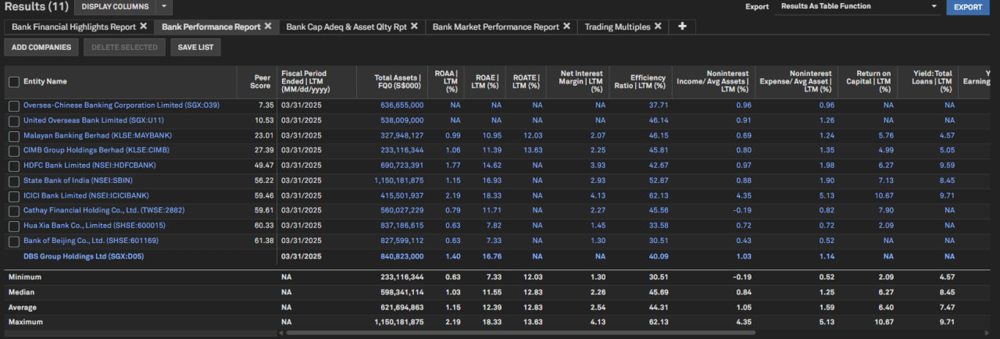 Results (11) DISPLAY COLUMNS Export Results As Table Function EXPORT
Bank Financial Highlights Report Bank Performance Report Bank Cap Adeq & Asset Qlty Rpt Bank Market Performance Report Trading Multiples
ADD COMPANIES DELETE SELECTED SAVE LIST
Entity Name Peer Score Fiscal Period Ended | LTM (MM/dd/yyyy) Total Assets | FQ0 (S$000) ROAA | LTM (%) ROAE | LTM (%) ROATE | LTM (%) Net Interest Margin | LTM (%) Efficiency Ratio | LTM (%) Noninterest Income/ Avg Assets | LTM (%) Noninterest Expense/ Avg Asset | LTM (%) Return on Capital | LTM (%) Yield:Total Loans | LTM (%) Y Earning
Oversea-Chinese Banking Corporation Limited (SGX:O39) 7.35 03/31/2025 636,655,000 NA NA NA NA 37.71 0.96 0.96 NA NA
United Overseas Bank Limited (SGX:U11) 10.53 03/31/2025 538,009,000 NA NA NA NA 46.14 0.91 1.26 NA NA
Malayan Banking Berhad (KLSE:MAYBANK) 23.01 03/31/2025 327,948,127 0.99 10.95 12.03 2.07 46.15 0.69 1.24 5.76 4.57
CIMB Group Holdings Berhad (KLSE:CIMB) 27.39 03/31/2025 233,116,344 1.06 11.39 13.63 2.25 45.81 0.80 1.35 4.99 5.05
HDFC Bank Limited (NSEI:HDFCBANK) 49.47 03/31/2025 690,723,391 1.77 14.62 NA 3.93 42.67 0.97 1.98 6.27 9.59
State Bank of India (NSEI:SBIN) 56.22 03/31/2025 1,150,181,875 1.15 16.93 NA 2.93 52.87 0.88 1.90 7.13 8.45
ICICI Bank Limited (NSEI:ICICIBANK) 59.46 03/31/2025 415,501,937 2.19 18.33 NA 4.13 62.13 4.35 5.13 10.67 9.71
Cathay Financial Holding Co., Ltd. (TWSE:2882) 59.61 03/31/2025 560,027,229 0.79 11.71 NA 2.27 45.56 -0.19 0.82 7.90 NA
Hua Xia Bank Co., Limited (SHSE:600015) 60.33 03/31/2025 837,186,615 0.63 7.82 NA 1.45 33.58 0.72 0.72 2.09 NA
Bank of Beijing Co., Ltd. (SHSE:601169) 61.38 03/31/2025 827,599,112 0.63 7.33 NA 1.30 30.51 0.43 0.52 NA NA
DBS Group Holdings Ltd (SGX:D05) 03/31/2025 840,823,000 1.40 16.76 NA NA 40.09 1.03 1.14 NA NA
Minimum NA 233,116,344 0.63 7.33 12.03 1.30 30.51 -0.19 0.52 2.09 4.57
Median NA 598,341,114 1.03 11.55 12.83 2.26 45.69 0.84 1.25 6.27 8.45
Average NA 621,694,863 1.15 12.39 12.83 2.54 44.31 1.05 1.59 6.40 7.47
Maximum NA 1,150,181,875 2.19 18.33 13.63 4.13 62.13 4.35 5.13 10.67 9.71